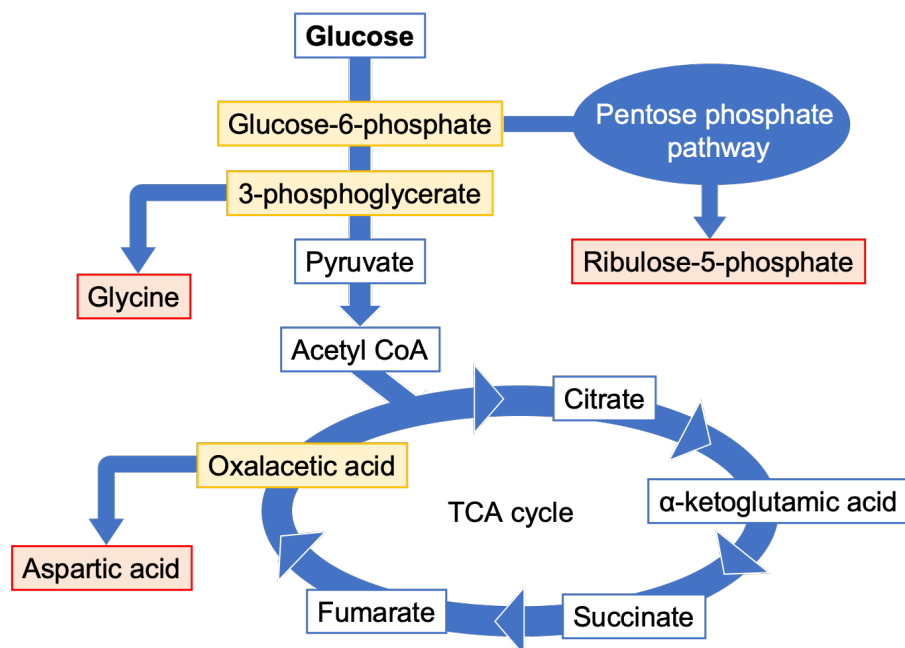 Glucose
Glucose-6-phosphate
Pentose phosphate
pathway
3-phosphoglycerate
Pyruvate
Ribulose-5-phosphate
Glycine
Acetyl CoA
Citrate
Oxalacetic acid
TCA cycle
α-ketoglutamic acid
Aspartic acid
Fumarate
Succinate